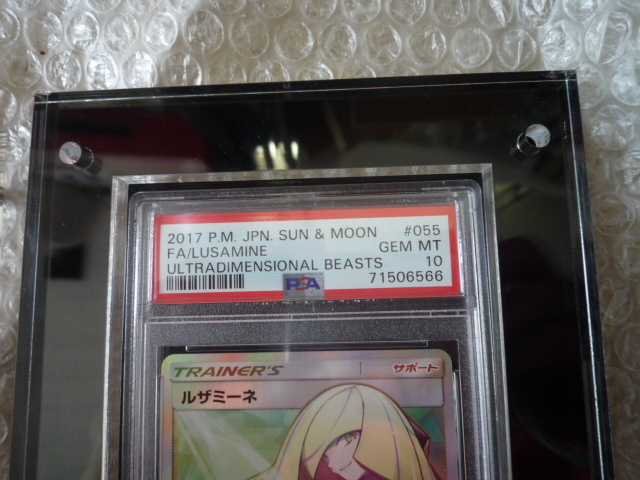 2017 P.M. JPN. SUN & MOON #055
FA/LUSAMINE GEM MT
ULTRADIMENSIONAL BEASTS 10
PSA 71506566
TRAINER'S サポート
ルザミーネ